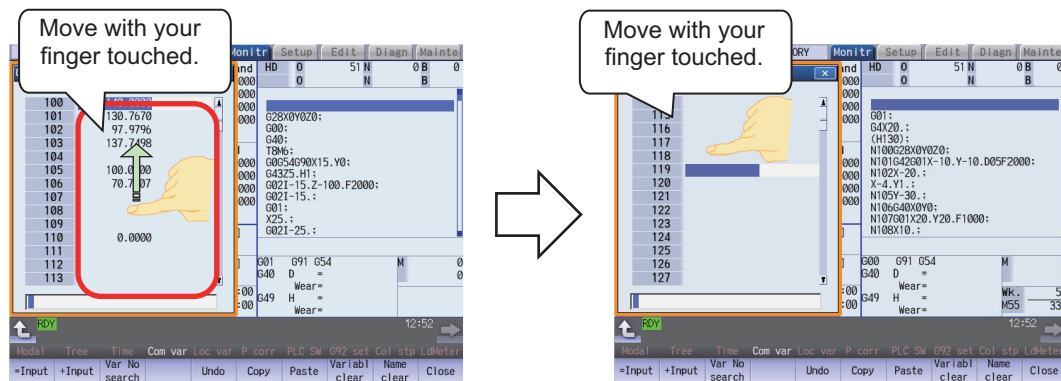 Move with your
finger touched.
Monitr Setup Edit Diagn Mainte
HD O 51 N 0 B 0
O N B
100
101 130.7670
102 97.9796
103 137.7498
104
105
106
107
108
109
110 0.0000
111
112
113
G28X0Y0Z0;
G00;
G40;
T8M6;
G0G54G90X15.Y0;
G43Z5.H1;
G02I-15.Z-100.F2000;
G02I-15.;
G01;
X25.;
G02I-25.;
G01 G91 G54 M 0
G40 D = 0
Wear=
G49 H =
Wear=
RDY 12:52
Modal Tree Time Com var Loc var P corr PLC SW G92 set Col stp LdMeter
=Input +Input Var No search Undo Copy Paste Variabl clear Name clear Close
Move with your
finger touched.
ORY Monitr Setup Edit Diagn Mainte
HD O 51 N 0 B 0
O N B
115
116
117
118
119
120
121
122
123
124
125
126
127
G01;
G4X20.;
(H130);
N100G28X0Y0Z0;
N101G42G01X-10.Y-10.D05F2000;
N102X-20.;
X-4.Y1.;
N105Y-30.;
N106G40X0Y0;
N107G01X20.Y20.F1000;
N108X10.;
G00 G91 G54 M
G40 D =
Wear=
G49 H =
Wear=
Wk. 5
M55 33
RDY 12:52
Modal Tree Time Com var Loc var P corr PLC SW G92 set Col stp LdMeter
=Input +Input Var No search Undo Copy Paste Variabl clear Name clear Close